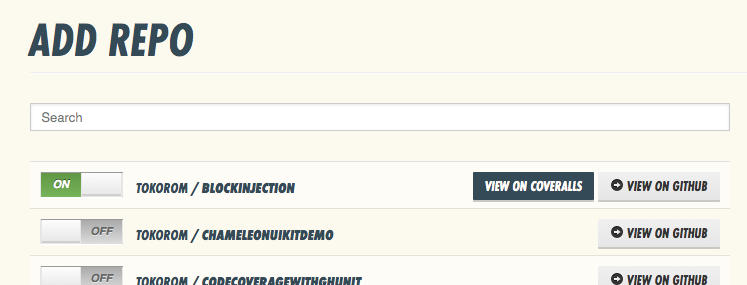 ADD REPO
Search
ON TOKOROM / BLOCKINJECTION VIEW ON COVERALLS VIEW ON GITHUB
OFF TOKOROM / CHAMELEONUIKITDEMO VIEW ON GITHUB
OFF TOKOROM / CODECOVERAGEWITHGHUNIT VIEW ON GITHUB